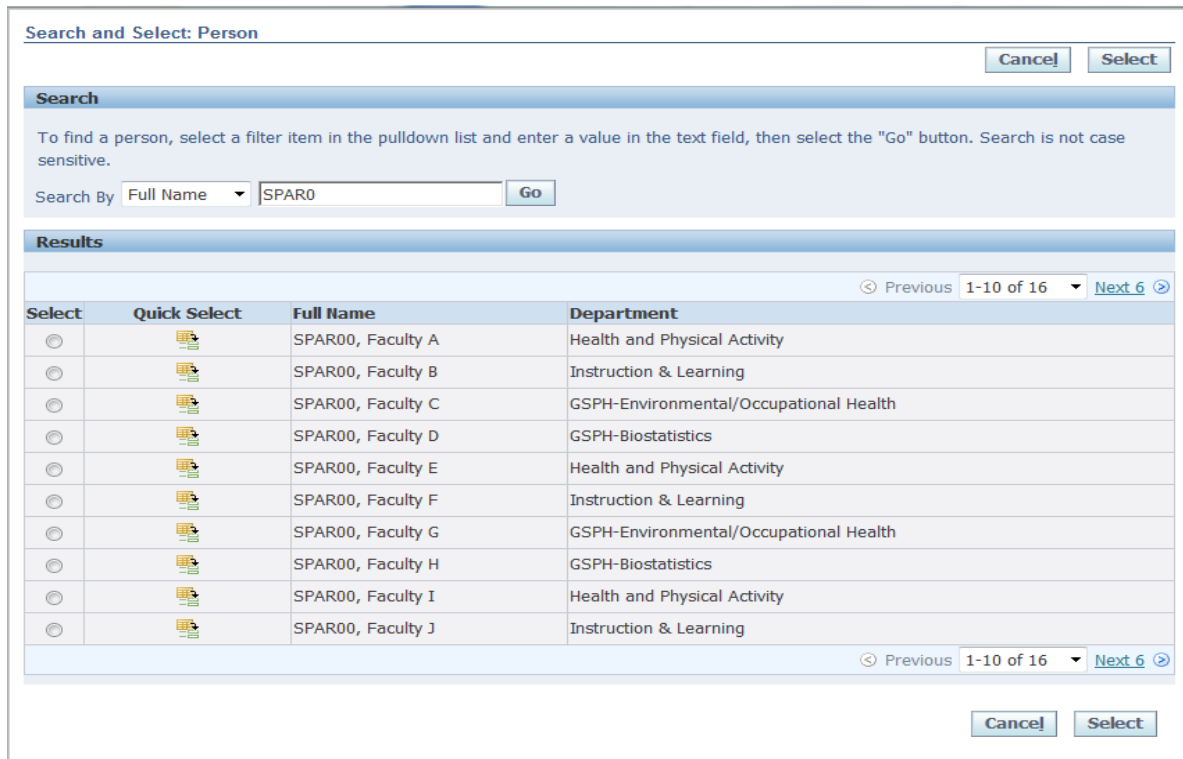 Search and Select: Person
Cancel Select
Search
To find a person, select a filter item in the pulldown list and enter a value in the text field, then select the "Go" button. Search is not case
sensitive.
Search By Full Name SPAR0 Go
Results
Previous 1-10 of 16 Next 6
Select Quick Select Full Name Department
SPAR00, Faculty A Health and Physical Activity
SPAR00, Faculty B Instruction & Learning
SPAR00, Faculty C GSPH-Environmental/Occupational Health
SPAR00, Faculty D GSPH-Biostatistics
SPAR00, Faculty E Health and Physical Activity
SPAR00, Faculty F Instruction & Learning
SPAR00, Faculty G GSPH-Environmental/Occupational Health
SPAR00, Faculty H GSPH-Biostatistics
SPAR00, Faculty I Health and Physical Activity
SPAR00, Faculty J Instruction & Learning
Previous 1-10 of 16 Next 6
Cancel Select